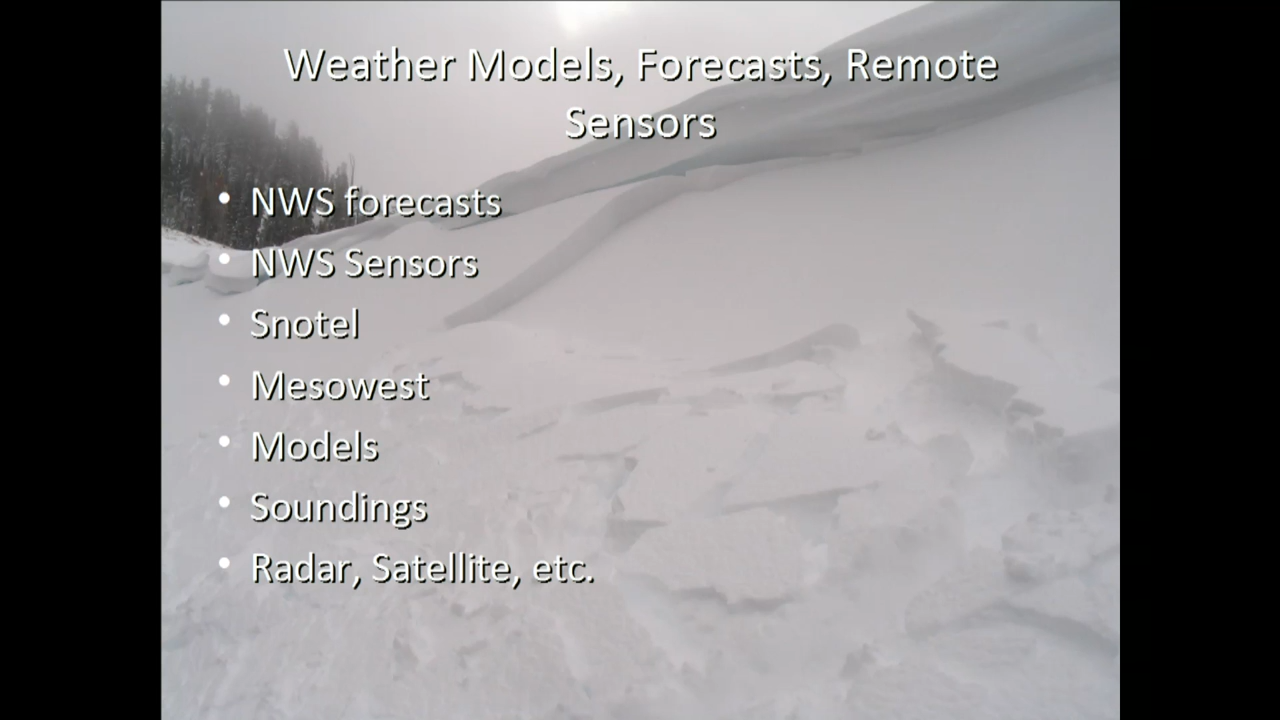 Weather Models, Forecasts, Remote
Sensors
• NWS forecasts
• NWS Sensors
• Snotel
• Mesowest
• Models
• Soundings
• Radar, Satellite, etc.